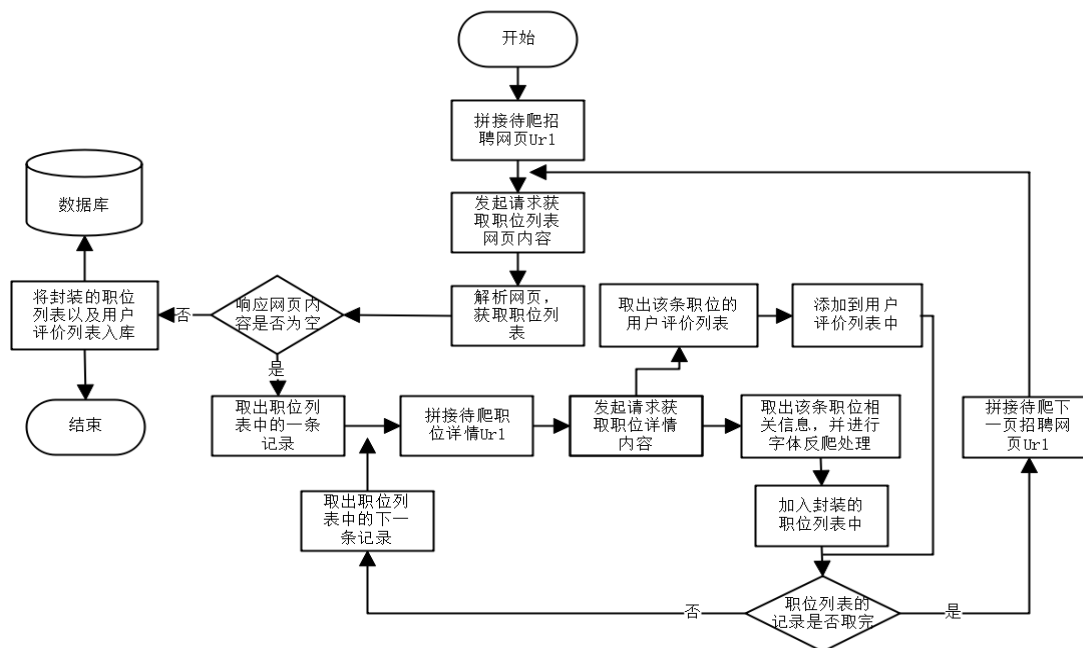 开始
拼接待爬招
聘网页Url
发起请求获
取职位列表
网页内容
解析网页，
获取职位列
表
响应网页内
容是否为空
否
是
将封装的职位
列表以及用户
评价列表入库
数据库
结束
取出职位列
表中的一条
记录
拼接待爬职
位详情Url
发起请求获
取职位详情
内容
取出该条职位的
用户评价列表
添加到用户
评价列表中
取出该条职位相
关信息，并进行
字体反爬处理
加入封装的
职位列表中
职位列表的
记录是否取完
否
是
取出职位列
表中的下一
条记录
拼接待爬下
一页招聘网
页Url